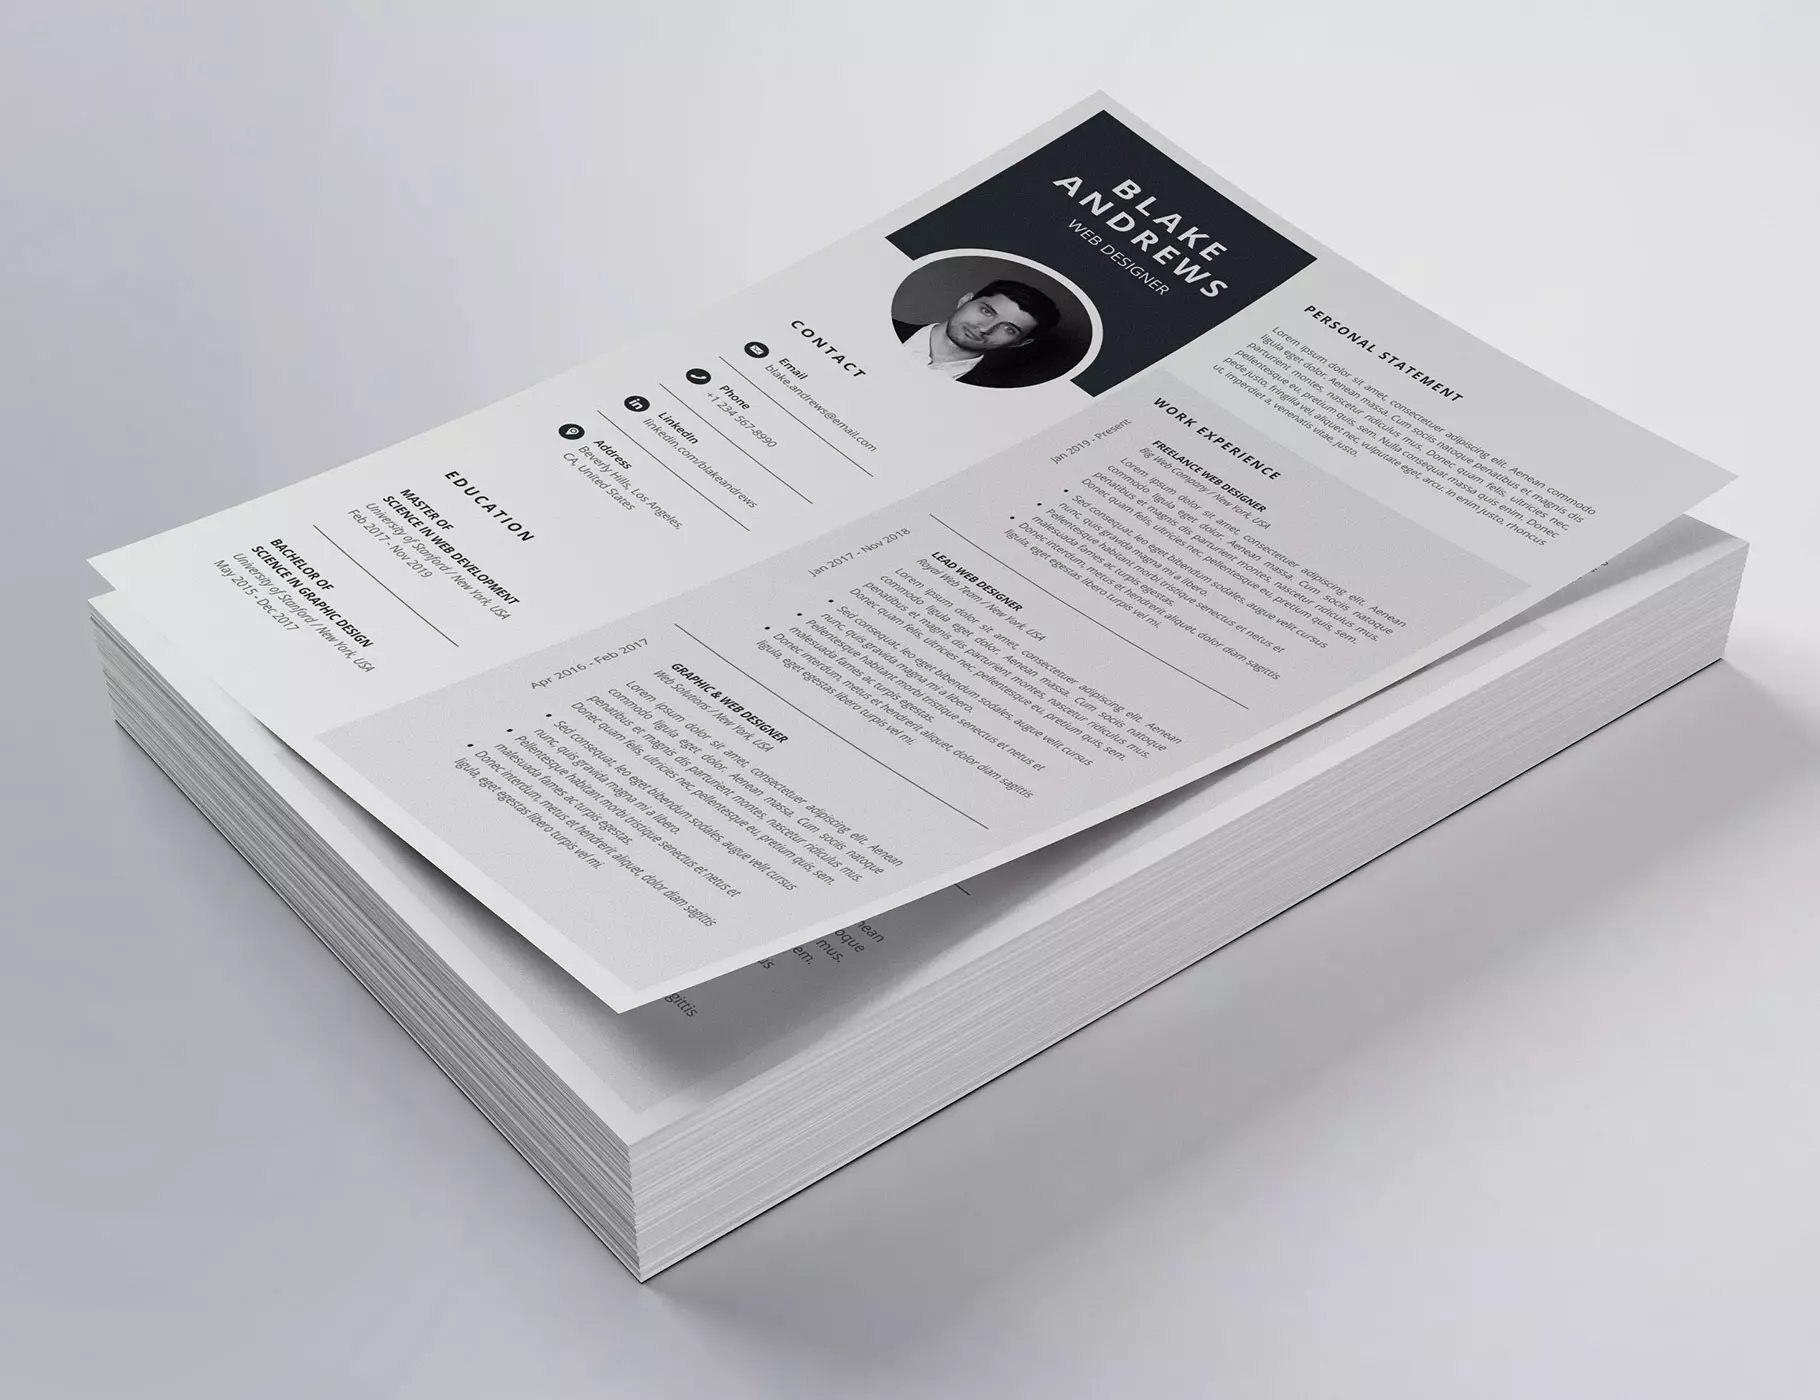 BLAKE
ANDREWS
WEB DESIGNER
CONTACT
Email
blake.andrews@email.com
Phone
+1 234 567-8990
LinkedIn
linkedin.com/blakeandrews
Address
Beverly Hills, Los Angeles,
CA, United States
EDUCATION
MASTER OF
SCIENCE IN WEB DEVELOPMENT
University of Stanford / New York, USA
Feb 2017 - Nov 2019
BACHELOR OF
SCIENCE IN GRAPHIC DESIGN
University of Stanford / New York, USA
May 2015 - Dec 2017
PERSONAL STATEMENT
Lorem ipsum dolor sit amet, consectetuer adipiscing elit. Aenean commodo
ligula eget dolor. Aenean massa. Cum sociis natoque penatibus et magnis dis
parturient montes, nascetur ridiculus mus. Donec quam felis, ultricies nec,
pellentesque eu, pretium quis, sem. Nulla consequat massa quis enim. Donec
pede justo, fringilla vel, aliquet nec, vulputate eget, arcu. In enim justo, rhoncus
ut, imperdiet a, venenatis vitae, justo.
WORK EXPERIENCE
Jan 2019 - Present
FREELANCE WEB DESIGNER
Big Web Company / New York, USA
Lorem ipsum dolor sit amet, consectetuer adipiscing elit. Aenean
commodo ligula eget dolor. Aenean massa. Cum sociis natoque
penatibus et magnis dis parturient montes, nascetur ridiculus mus.
Donec quam felis, ultricies nec, pellentesque eu, pretium quis, sem.
• Sed consequat, leo eget bibendum sodales, augue velit cursus
nunc, quis gravida magna mi a libero.
• Pellentesque habitant morbi tristique senectus et netus et
malesuada fames ac turpis egestas.
• Donec interdum, metus et hendrerit aliquet, dolor diam sagittis
ligula, eget egestas libero turpis vel mi.
Jan 2017 - Nov 2018
LEAD WEB DESIGNER
Royal Web Team / New York, USA
Lorem ipsum dolor sit amet, consectetuer adipiscing elit. Aenean
commodo ligula eget dolor. Aenean massa. Cum sociis natoque
penatibus et magnis dis parturient montes, nascetur ridiculus mus.
Donec quam felis, ultricies nec, pellentesque eu, pretium quis, sem.
• Sed consequat, leo eget bibendum sodales, augue velit cursus
nunc, quis gravida magna mi a libero.
• Pellentesque habitant morbi tristique senectus et netus et
malesuada fames ac turpis egestas.
• Donec interdum, metus et hendrerit aliquet, dolor diam sagittis
ligula, eget egestas libero turpis vel mi.
Apr 2016 - Feb 2017
GRAPHIC & WEB DESIGNER
Web Solutions / New York, USA
Lorem ipsum dolor sit amet, consectetuer adipiscing elit. Aenean
commodo ligula eget dolor. Aenean massa. Cum sociis natoque
penatibus et magnis dis parturient montes, nascetur ridiculus mus.
Donec quam felis, ultricies nec, pellentesque eu, pretium quis, sem.
• Sed consequat, leo eget bibendum sodales, augue velit cursus
nunc, quis gravida magna mi a libero.
• Pellentesque habitant morbi tristique senectus et netus et
malesuada fames ac turpis egestas.
• Donec interdum, metus et hendrerit aliquet, dolor diam sagittis
ligula, eget egestas libero turpis vel mi.
nean
oque
mus.
em.
us
gittis